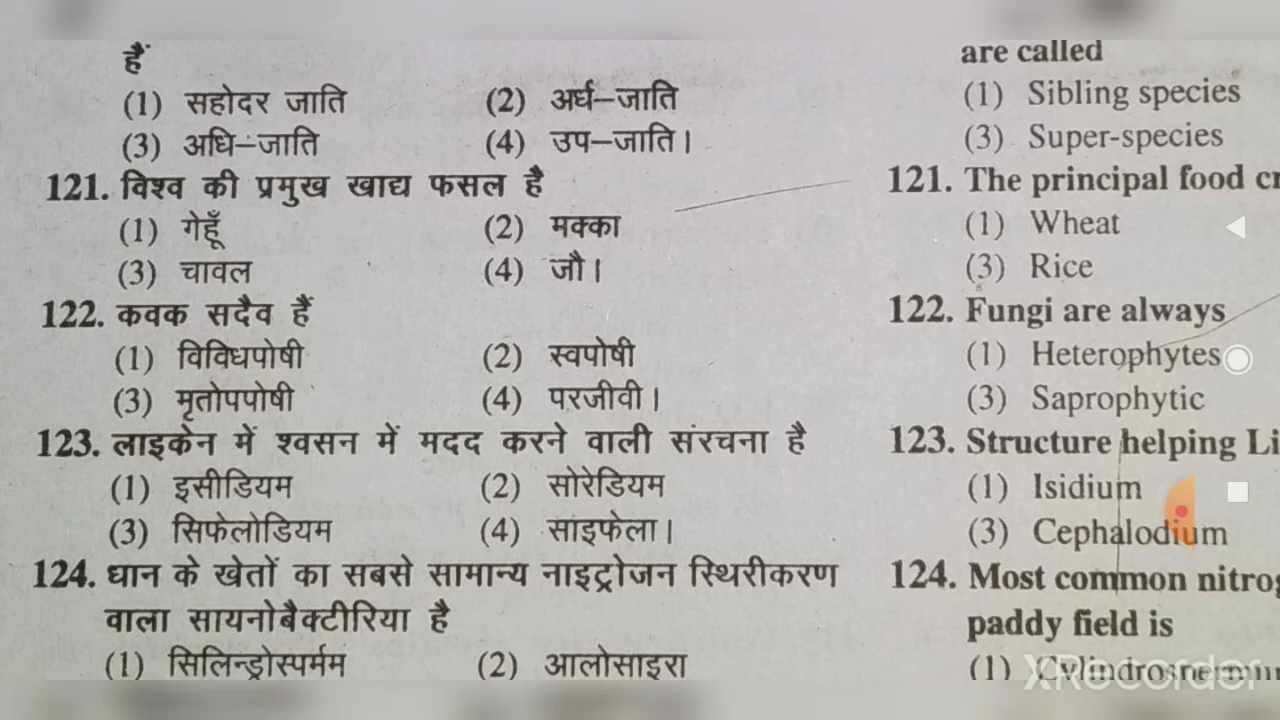 हैं
(1) सहोदर जाति (2) अर्ध–जाति
(3) अधि–जाति (4) उप–जाति।
121. विश्व की प्रमुख खाद्य फसल है
(1) गेहूँ (2) मक्का
(3) चावल (4) जौ।
122. कवक सदैव हैं
(1) विविधपोषी (2) स्वपोषी
(3) मृतोपपोषी (4) परजीवी।
123. लाइकेन में श्वसन में मदद करने वाली संरचना है
(1) इसीडियम (2) सोरेडियम
(3) सिफेलोडियम (4) साइफेला।
124. धान के खेतों का सबसे सामान्य नाइट्रोजन स्थिरीकरण
वाला सायनोबैक्टीरिया है
(1) सिलिन्ड्रोस्पर्मम (2) आलोसाइरा
are called
(1) Sibling species
(3) Super-species
121. The principal food
(1) Wheat
(3) Rice
122. Fungi are always
(1) Heterophytes
(3) Saprophytic
123. Structure helping
(1) Isidium
(3) Cephalodium
124. Most common
paddy field is
(1)
XRecorder